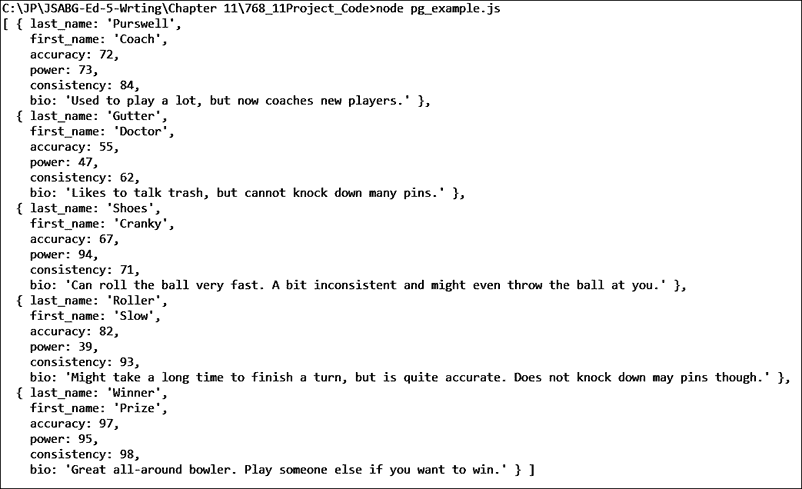 C:\JP\JSABG-Ed-5-Wrting\Chapter 11\768_11Project_Code>node pg_example.js
[ { last_name: 'Purswell',
first_name: 'Coach',
accuracy: 72,
power: 73,
consistency: 84,
bio: 'Used to play a lot, but now coaches new players.' },
{ last_name: 'Gutter',
first_name: 'Doctor',
accuracy: 55,
power: 47,
consistency: 62,
bio: 'Likes to talk trash, but cannot knock down many pins.' },
{ last_name: 'Shoes',
first_name: 'Cranky',
accuracy: 67,
power: 94,
consistency: 71,
bio: 'Can roll the ball very fast. A bit inconsistent and might even throw the ball at you.' },
{ last_name: 'Roller',
first_name: 'Slow',
accuracy: 82,
power: 39,
consistency: 93,
bio: 'Might take a long time to finish a turn, but is quite accurate. Does not knock down may pins though.' },
{ last_name: 'Winner',
first_name: 'Prize',
accuracy: 97,
power: 95,
consistency: 98,
bio: 'Great all-around bowler. Play someone else if you want to win.' } ]